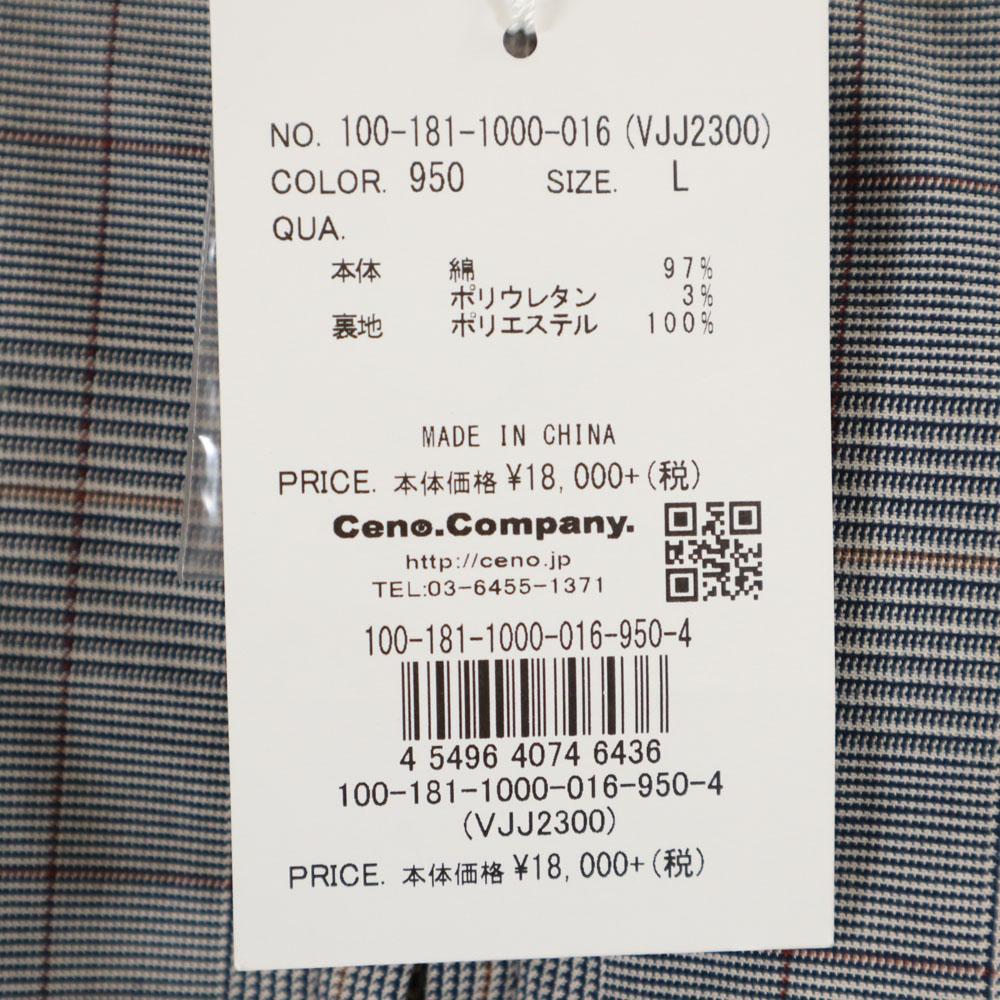 NO. 100-181-1000-016 (VJJ2300)
COLOR. 950 SIZE. L
QUA.
本体 綿 97%
ポリウレタン 3%
裏地 ポリエステル 100%
MADE IN CHINA
PRICE. 本体価格 ¥18,000+(税)
Ceno.Company.
http://ceno.jp
TEL:03-6455-1371
100-181-1000-016-950-4
4 54964 0746436
100-181-1000-016-950-4
(VJJ2300)
PRICE. 本体価格 ¥18,000+(税)